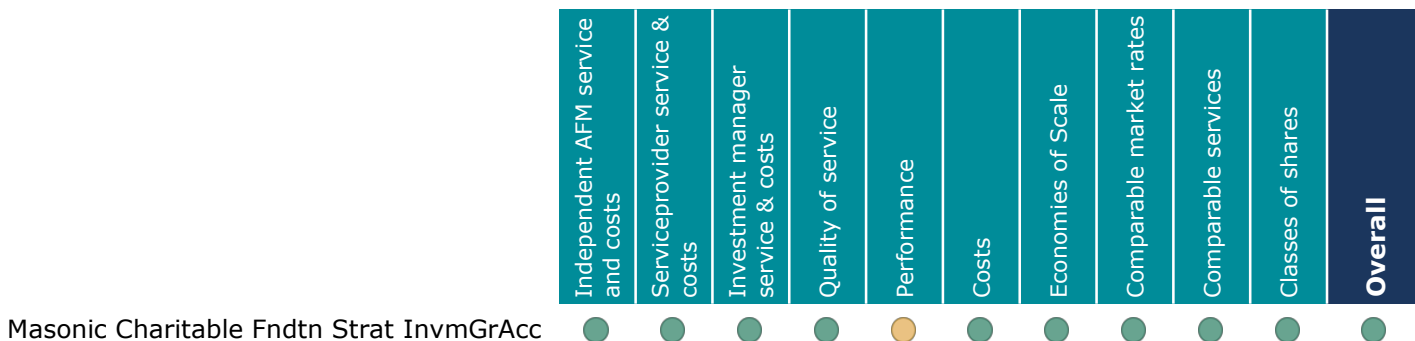 Independent AFM service
and costs
Serviceprovider service &
costs
Investment manager
service & costs
Quality of service
Performance
Costs
Economies of Scale
Comparable market rates
Comparable services
Classes of shares
Overall
Masonic Charitable Fndtn Strat InvmGrAcc